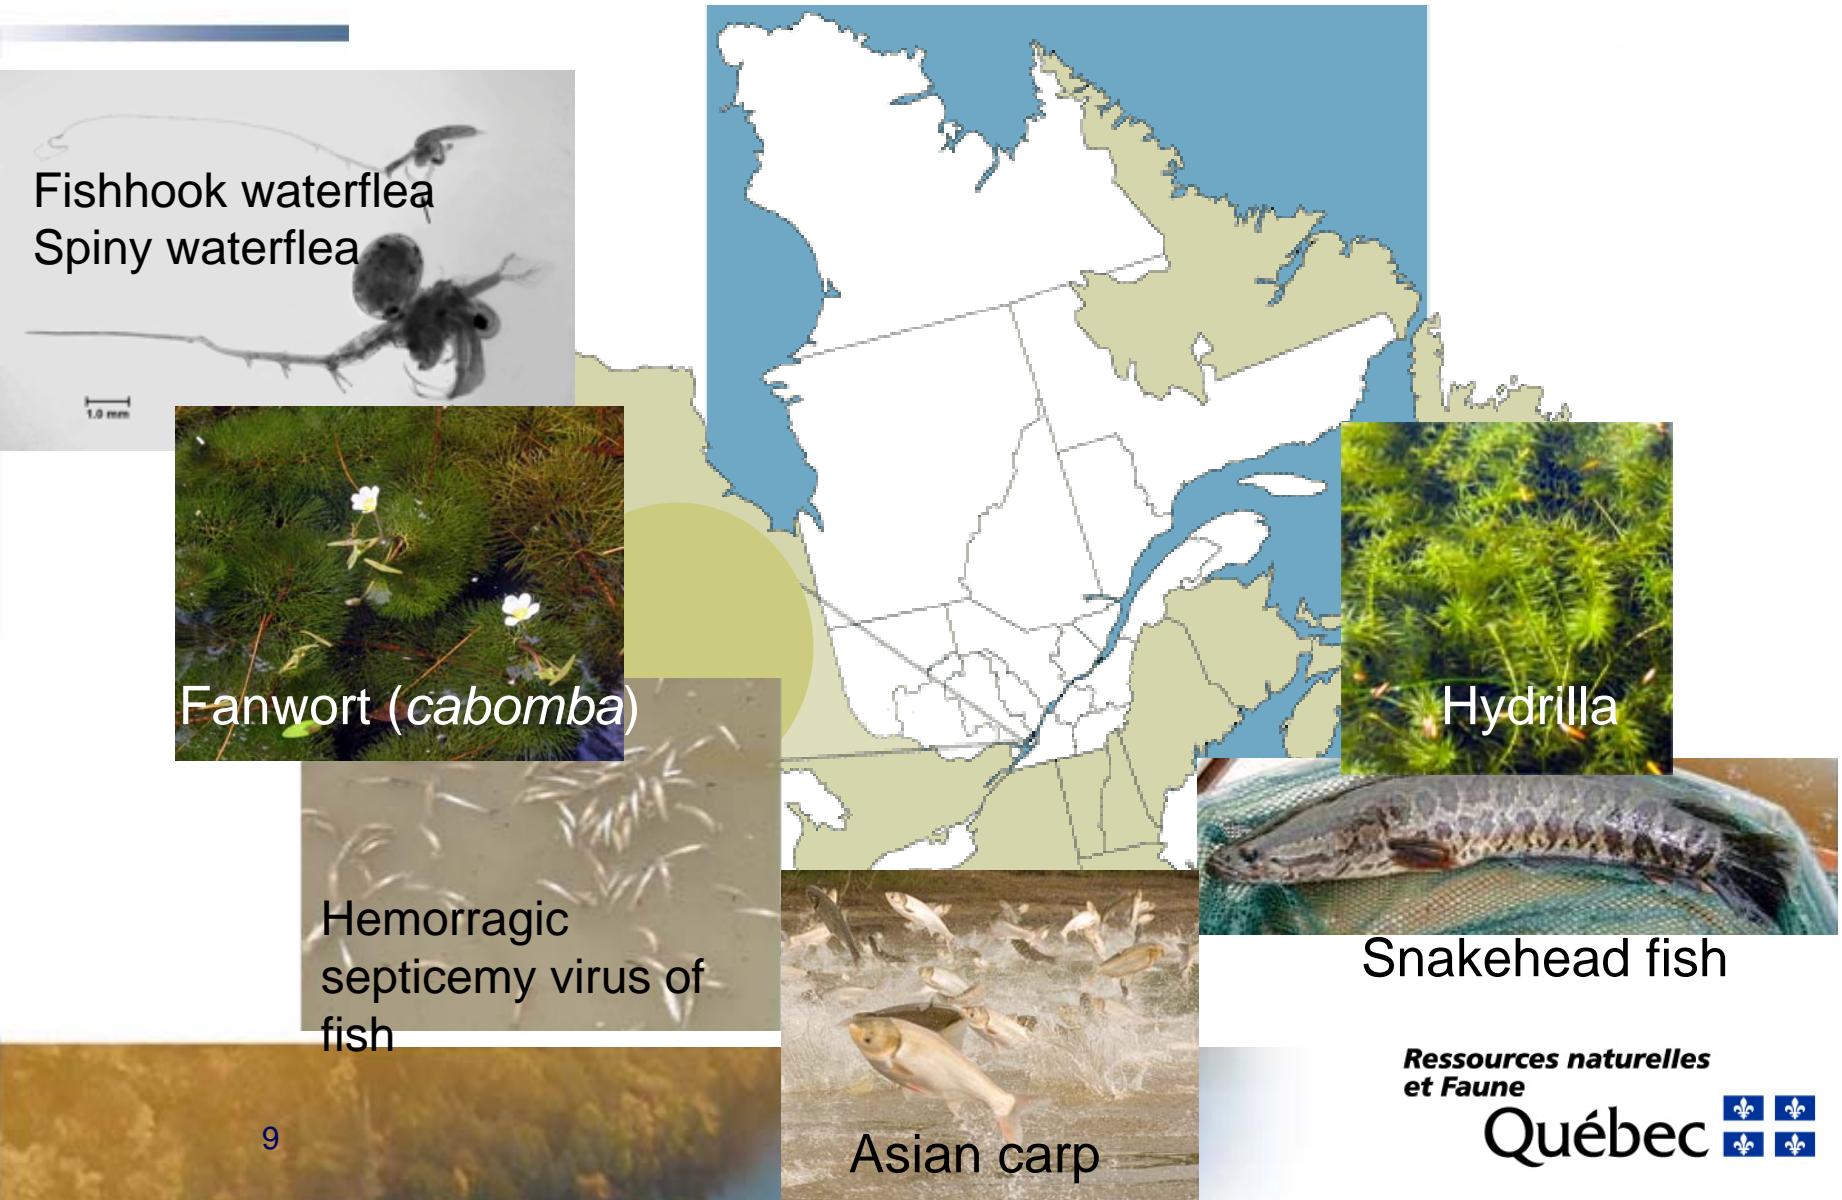 Fishhook waterflea
Spiny waterflea
1.0 mm
Fanwort (cabomba)
Hydrilla
Hemorragic
septicemy virus of
fish
Snakehead fish
Asian carp
Ressources naturelles
et Faune
Québec
9